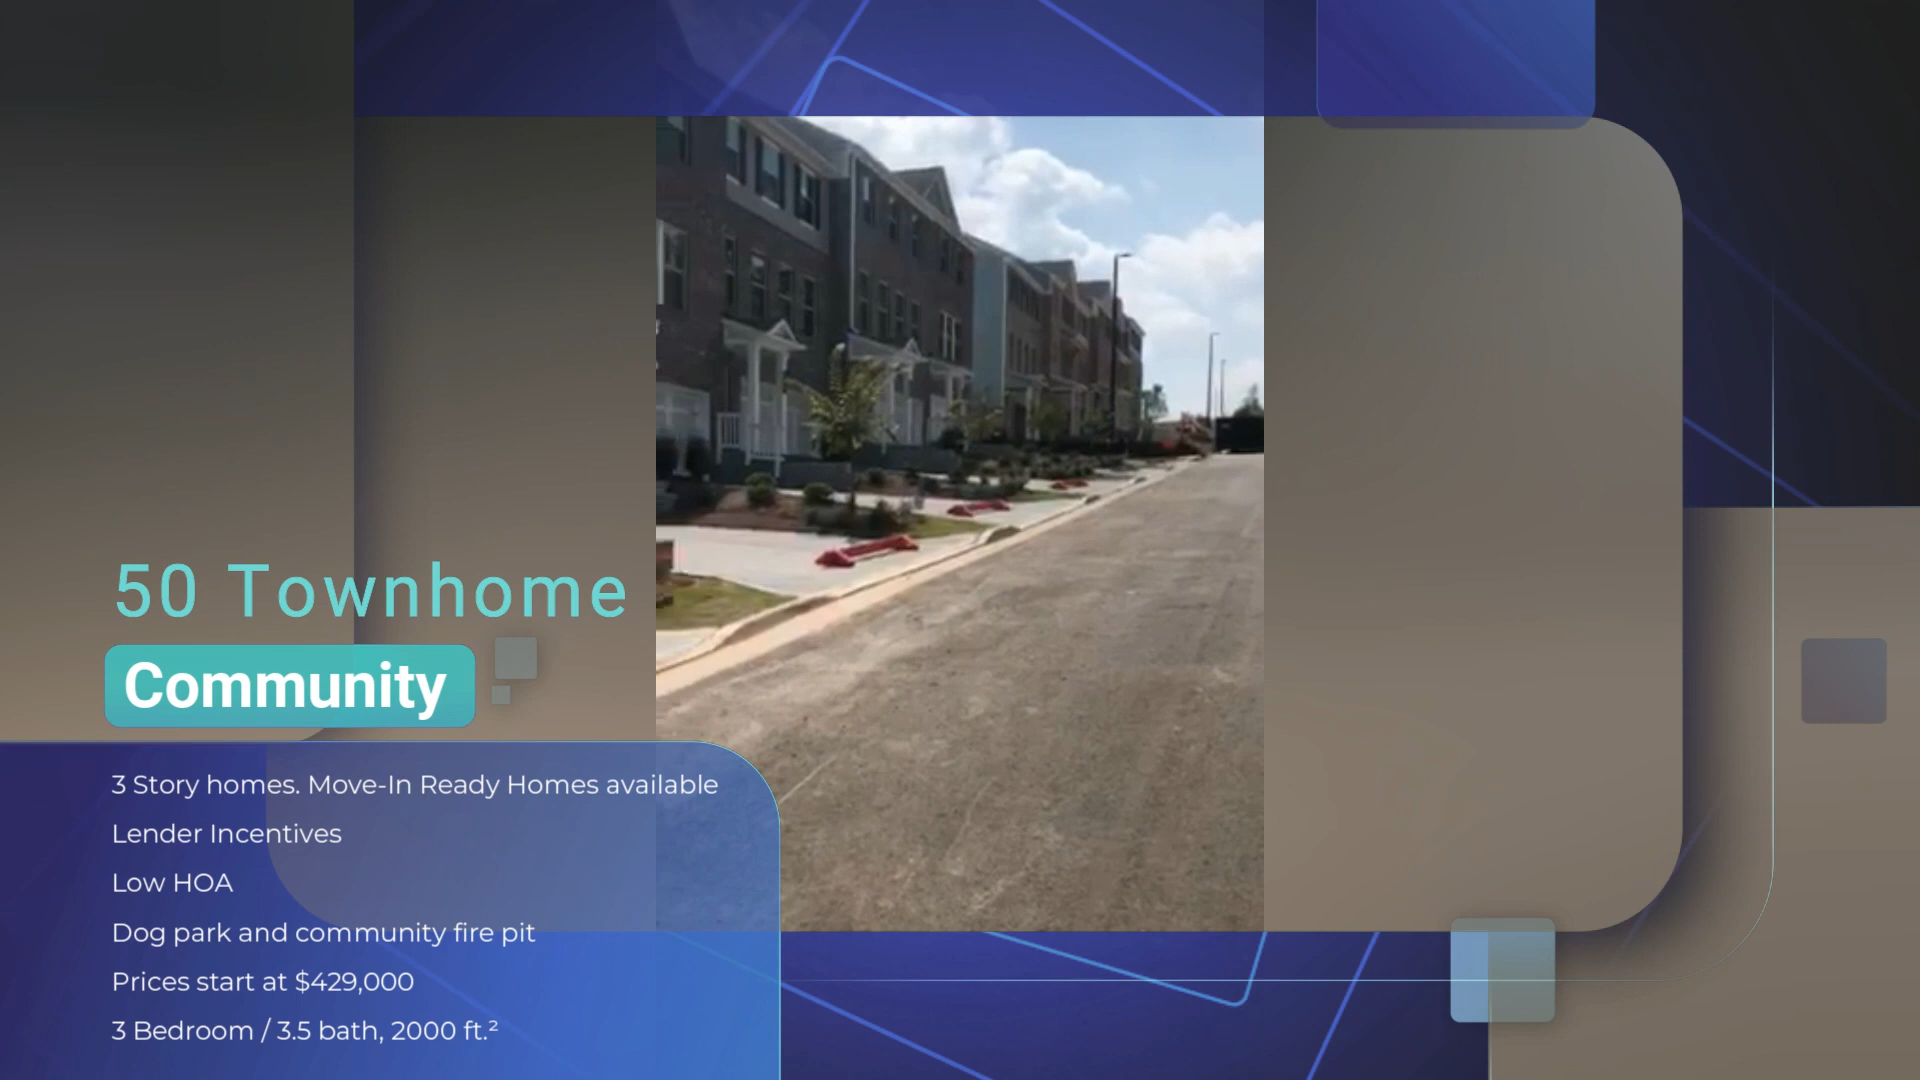 50 Townhome
Community
3 Story homes. Move-In Ready Homes available
Lender Incentives
Low HOA
Dog park and community fire pit
Prices start at $429,000
3 Bedroom / 3.5 bath, 2000 ft.²